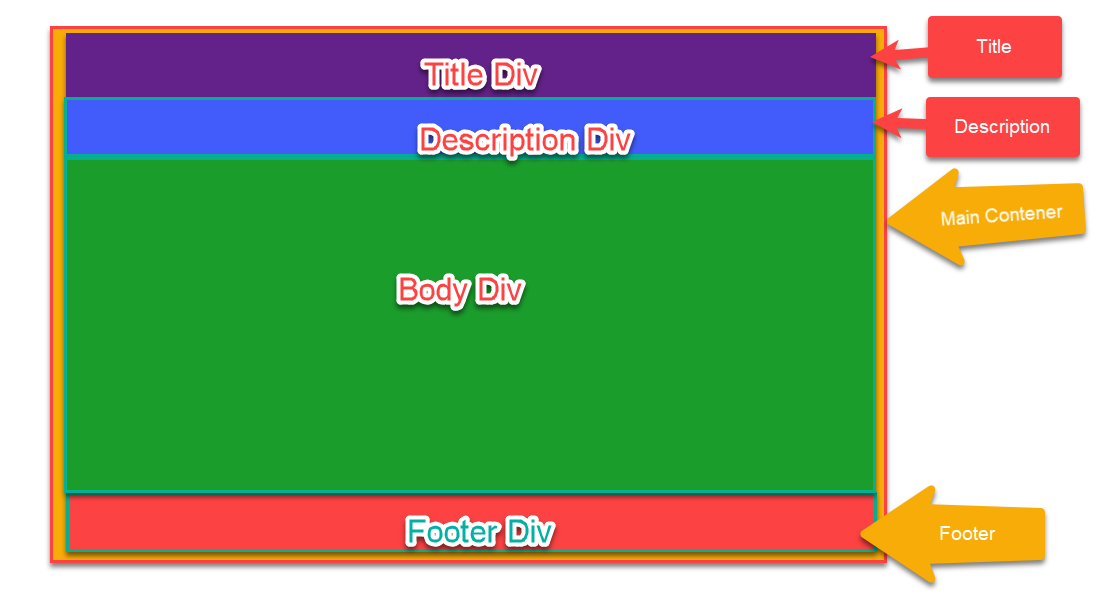 Title
Title Div
Description
Description Div
Main Contener
Body Div
Footer Div
Footer